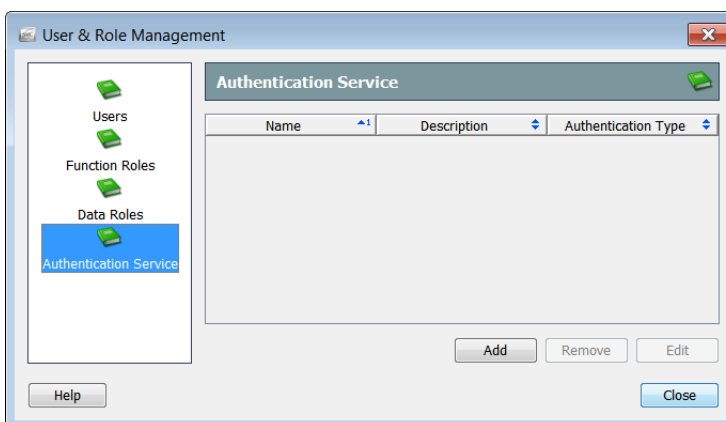 User & Role Management
Users
Function Roles
Data Roles
Authentication Service
Authentication Service
Name 1 Description Authentication Type
Add Remove Edit
Help Close